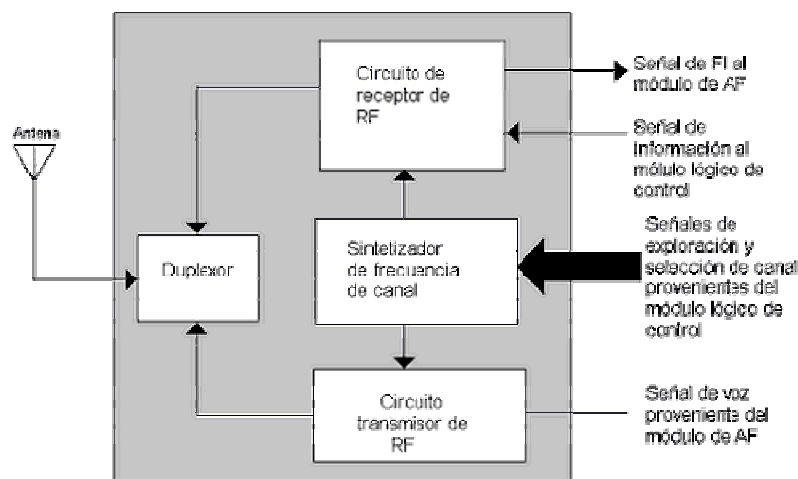 Antena
Circuito de
receptor de
RF
Duplexor
Sintetizador
de frecuencia
de canal
Circuito
transmisor de
RF
Señal de FI al
módulo de AF
Señal de
información al
mólulo lógico de
control
Señales de
exploración y
selección de canal
provenientes del
módulo lógico de
control
Señal de voz
proveniente del
módulo de AF